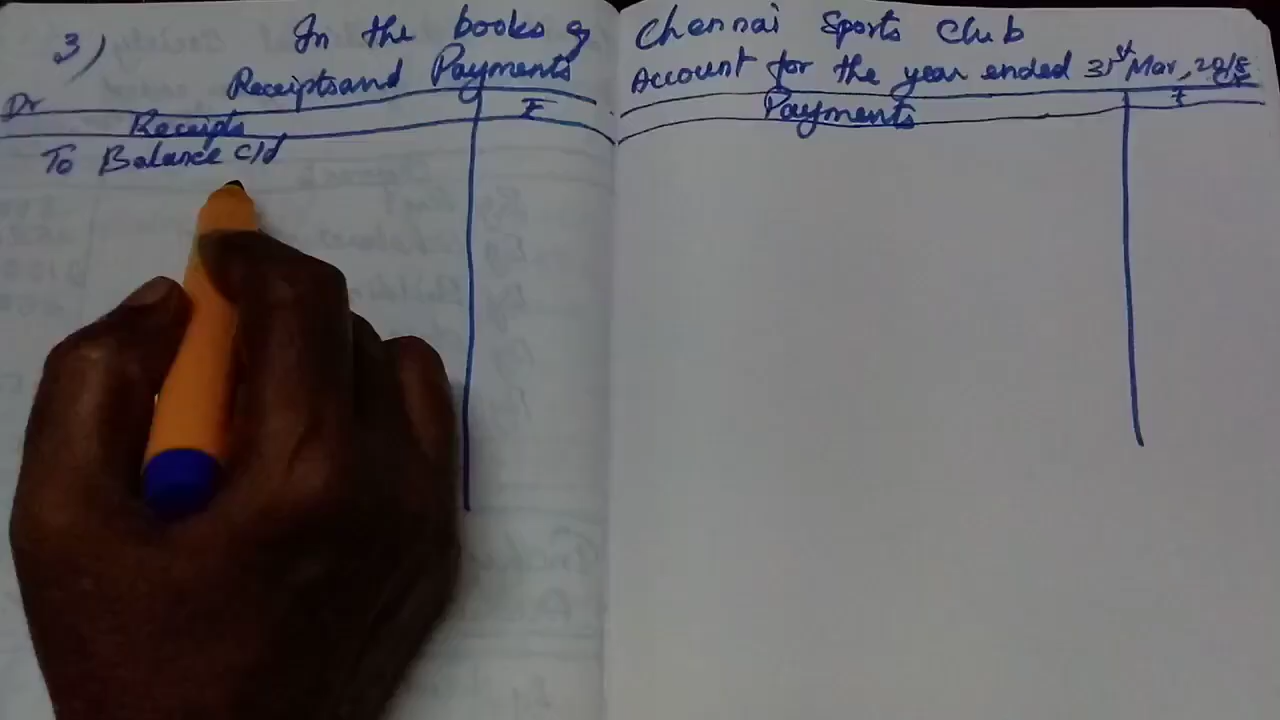 3) In the books of Chennai Sports Club
Receipts and Payments Account for the year ended 31st Mar, 2018
Dr Receipts ₹ Payments ₹
To Balance c/d